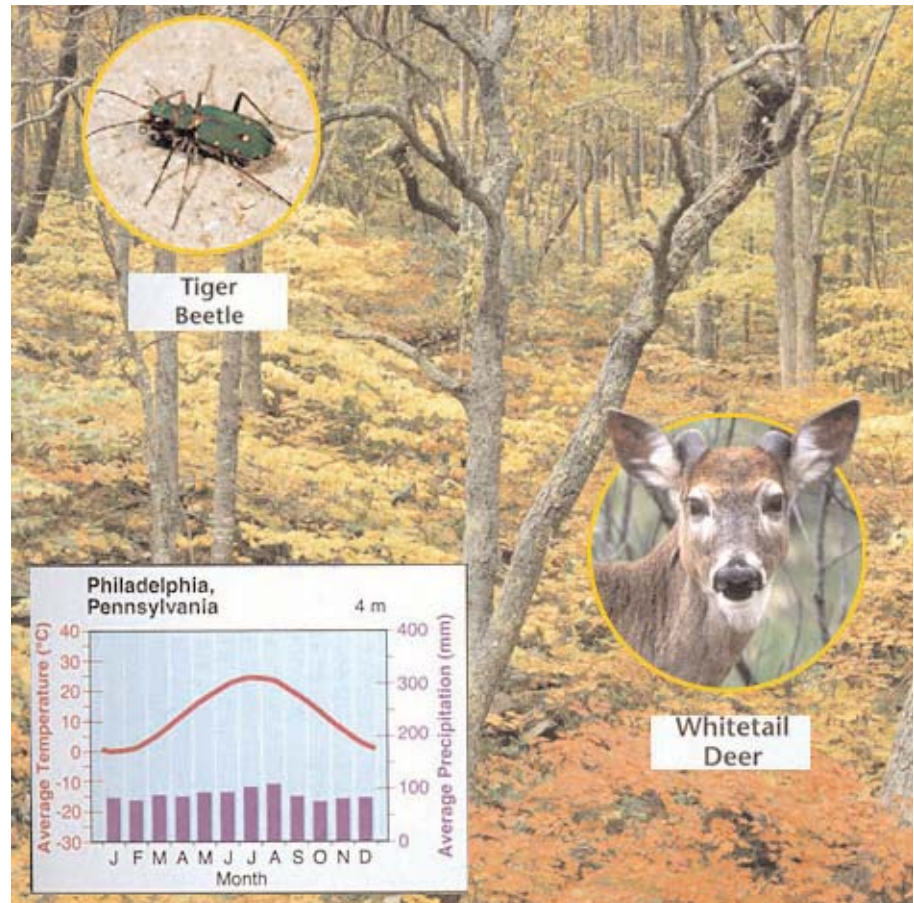 Tiger
Beetle
Whitetail
Deer
Philadelphia,
Pennsylvania
4 m
Average Temperature (°C)
40
30
20
10
0
-10
-20
-30
Average Precipitation (mm)
400
300
200
100
0
J F M A M J J A S O N D
Month